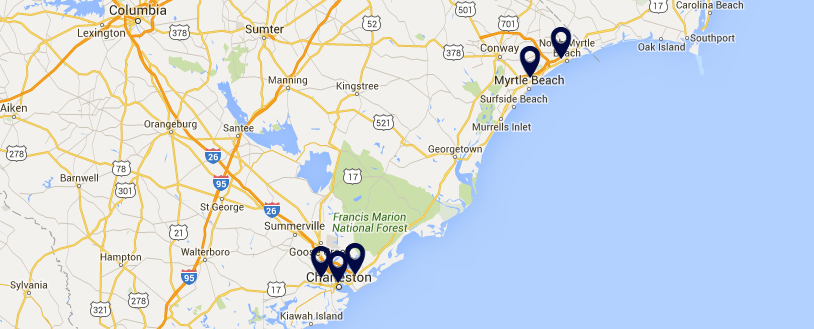 Columbia
Lexington
378
Sumter
Aiken
278
Orangeburg
Manning
Santee
52
Kingstree
521
378
501
701
Conway
North Myrtle
Beach
Myrtle Beach
Surfside Beach
Murrells Inlet
Georgetown
17
Carolina Beach
Southport
Oak Island
26
95
78
301
Barnwell
St George
26
17
Francis Marion
National Forest
Summerville
21
Walterboro
Hampton
95
Sylvania
301
278
17
Charleston
Kiawah Island